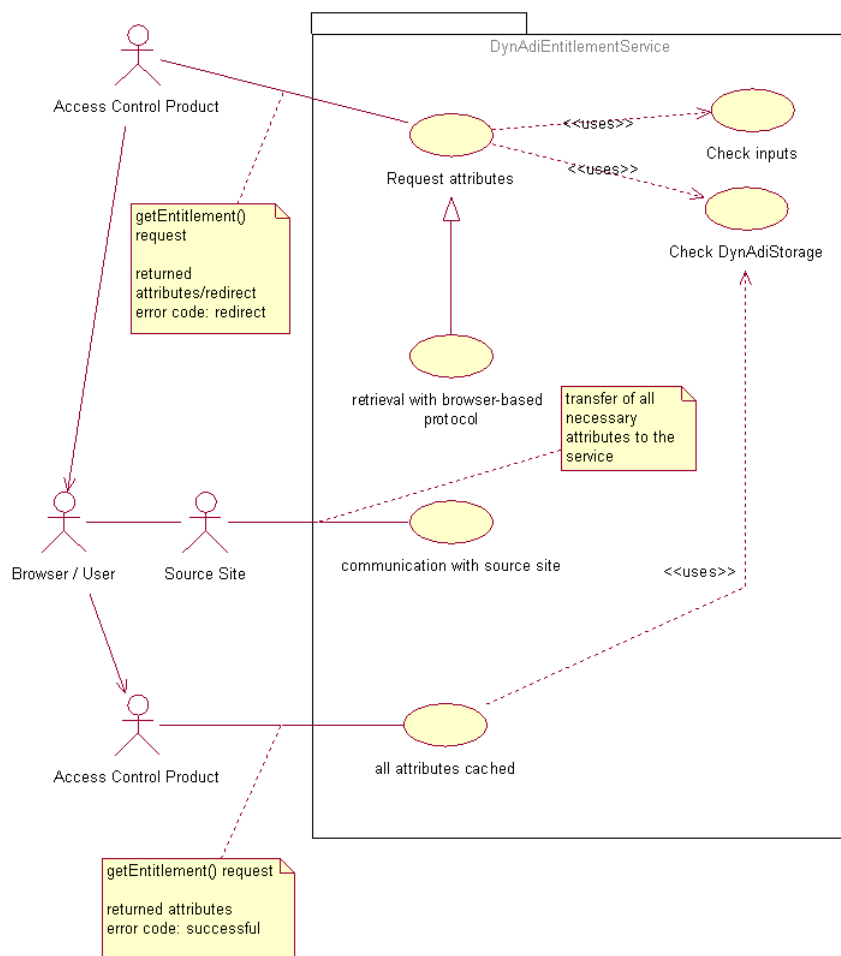 DynAdiEntitlementService
Access Control Product
<<uses>>
Check inputs
Request attributes
<<uses>>
getEntitlement()
request
returned
attributes/redirect
error code: redirect
Check DynAdiStorage
retrieval with browser-based
protocol
transfer of all
necessary
attributes to the
service
Browser / User
Source Site
communication with source site
<<uses>>
Access Control Product
all attributes cached
getEntitlement() request
returned attributes
error code: successful